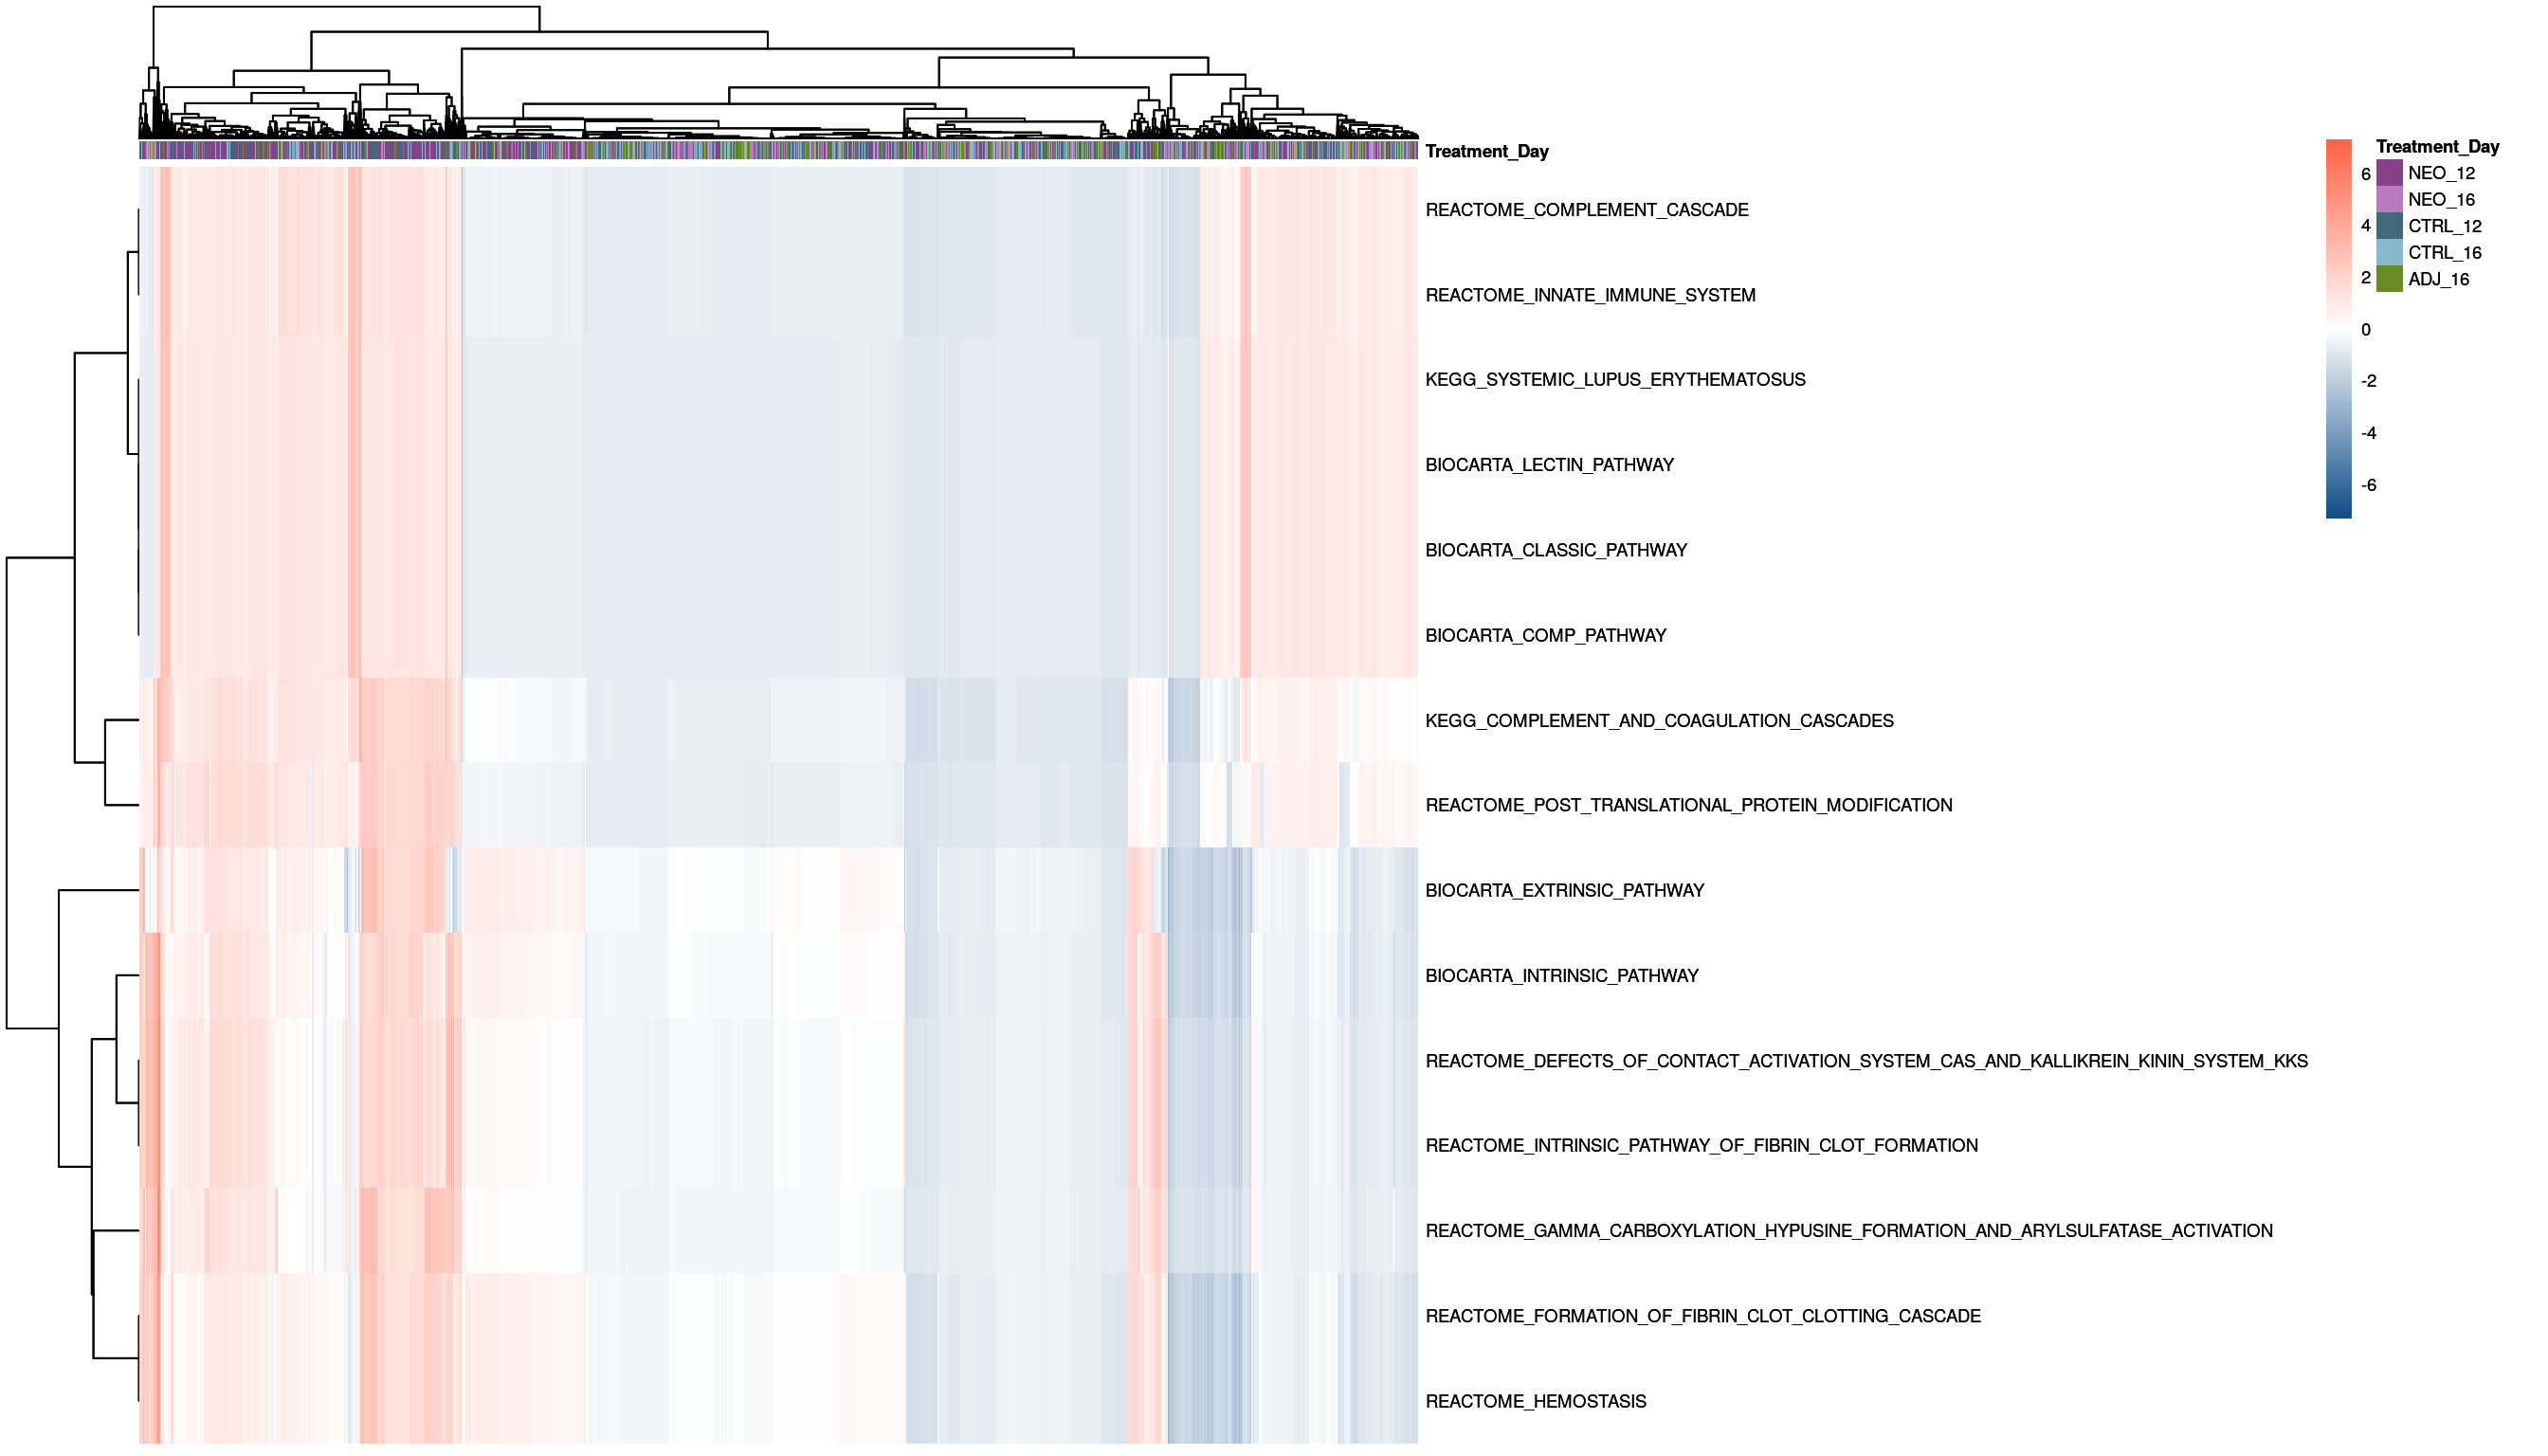 Treatment_Day
REACTOME_COMPLEMENT_CASCADE
REACTOME_INNATE_IMMUNE_SYSTEM
KEGG_SYSTEMIC_LUPUS_ERYTHEMATOSUS
BIOCARTA_LECTIN_PATHWAY
BIOCARTA_CLASSIC_PATHWAY
BIOCARTA_COMP_PATHWAY
KEGG_COMPLEMENT_AND_COAGULATION_CASCADES
REACTOME_POST_TRANSLATIONAL_PROTEIN_MODIFICATION
BIOCARTA_EXTRINSIC_PATHWAY
BIOCARTA_INTRINSIC_PATHWAY
REACTOME_DEFECTS_OF_CONTACT_ACTIVATION_SYSTEM_CAS_AND_KALLIKREIN_KININ_SYSTEM_KKS
REACTOME_INTRINSIC_PATHWAY_OF_FIBRIN_CLOT_FORMATION
REACTOME_GAMMA_CARBOXYLATION_HYPUSINE_FORMATION_AND_ARYLSULFATASE_ACTIVATION
REACTOME_FORMATION_OF_FIBRIN_CLOT_CLOTTING_CASCADE
REACTOME_HEMOSTASIS
6
4
2
0
-2
-4
-6
Treatment_Day
NEO_12
NEO_16
CTRL_12
CTRL_16
ADJ_16